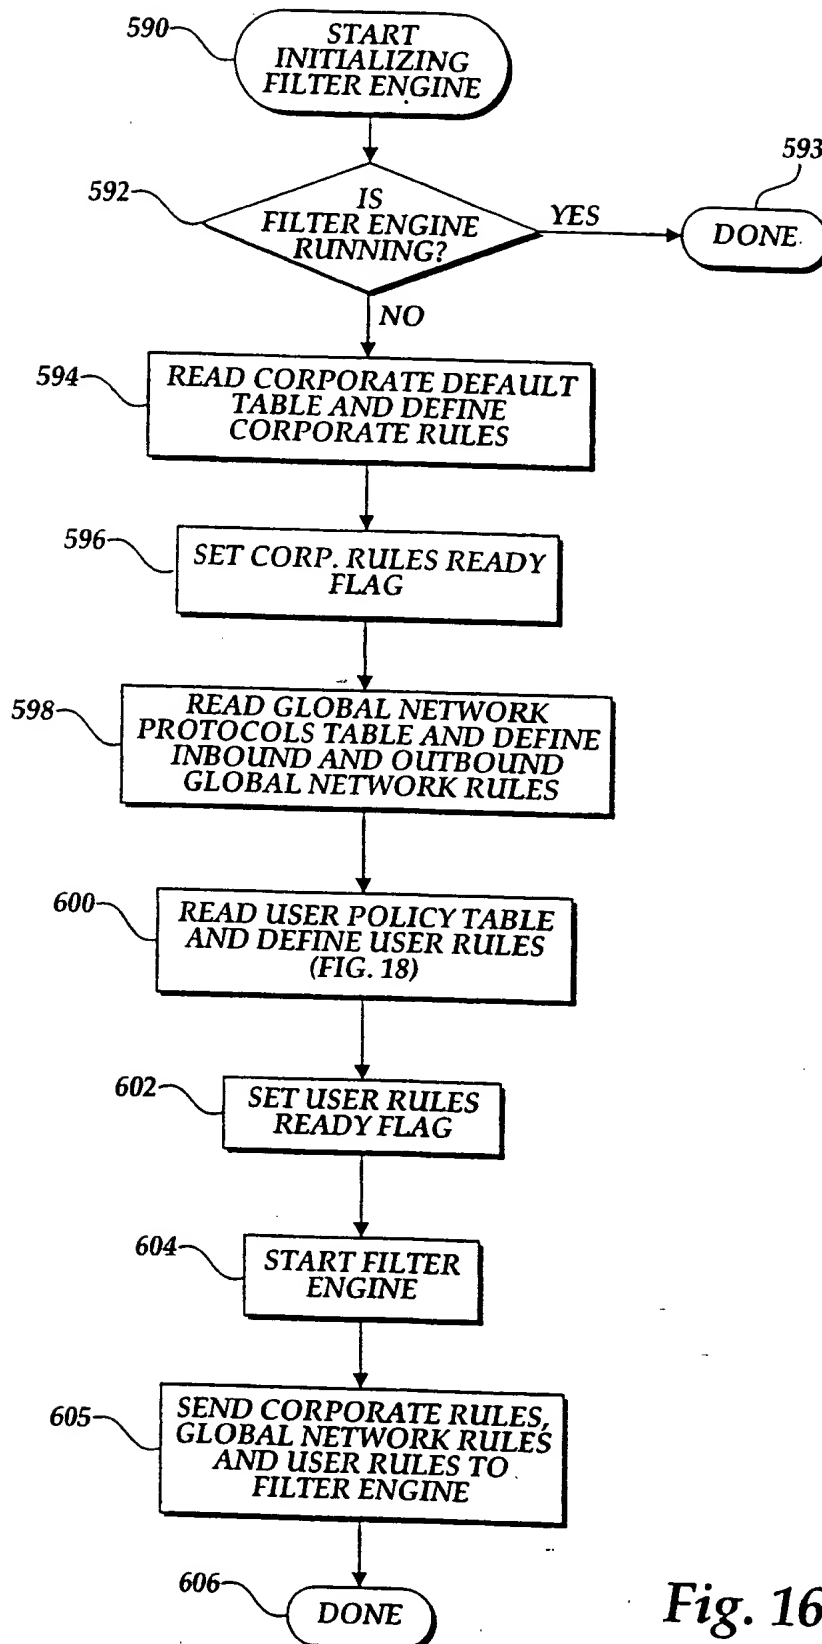 590
START
INITIALIZING
FILTER ENGINE
592
IS
FILTER ENGINE
RUNNING?
YES
593
DONE
NO
594
READ CORPORATE DEFAULT
TABLE AND DEFINE
CORPORATE RULES
596
SET CORP. RULES READY
FLAG
598
READ GLOBAL NETWORK
PROTOCOLS TABLE AND DEFINE
INBOUND AND OUTBOUND
GLOBAL NETWORK RULES
600
READ USER POLICY TABLE
AND DEFINE USER RULES
(FIG. 18)
602
SET USER RULES
READY FLAG
604
START FILTER
ENGINE
605
SEND CORPORATE RULES,
GLOBAL NETWORK RULES
AND USER RULES TO
FILTER ENGINE
606
DONE
Fig. 16